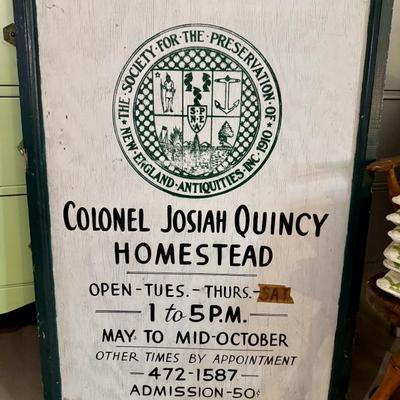 THE·SOCIETY·FOR·THE·PRESERVATION·OF
NEW·ENGLAND·ANTIQUITIES·INC·1910
S·P
N·E
COLONEL JOSIAH QUINCY
HOMESTEAD
OPEN-TUES.-THURS.-SAT.
1 to 5 P.M.
MAY TO MID-OCTOBER
OTHER TIMES BY APPOINTMENT
472-1587
ADMISSION-50¢